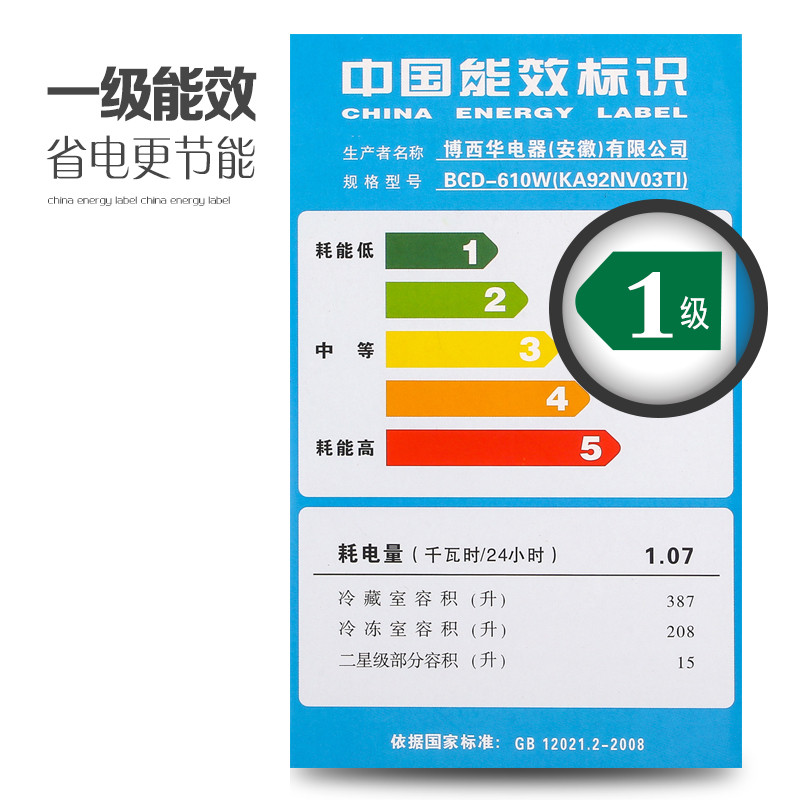 一级能效
省电更节能
china energy label china energy label
中国能效标识
CHINA ENERGY LABEL
生产者名称 博西华电器(安徽)有限公司
规格型号 BCD-610W(KA92NV03TI)
耗能低 1
2
1级
中等 3
4
耗能高 5
耗电量(千瓦时/24小时) 1.07
冷藏室容积(升) 387
冷冻室容积(升) 208
二星级部分容积(升) 15
依据国家标准: GB 12021.2-2008